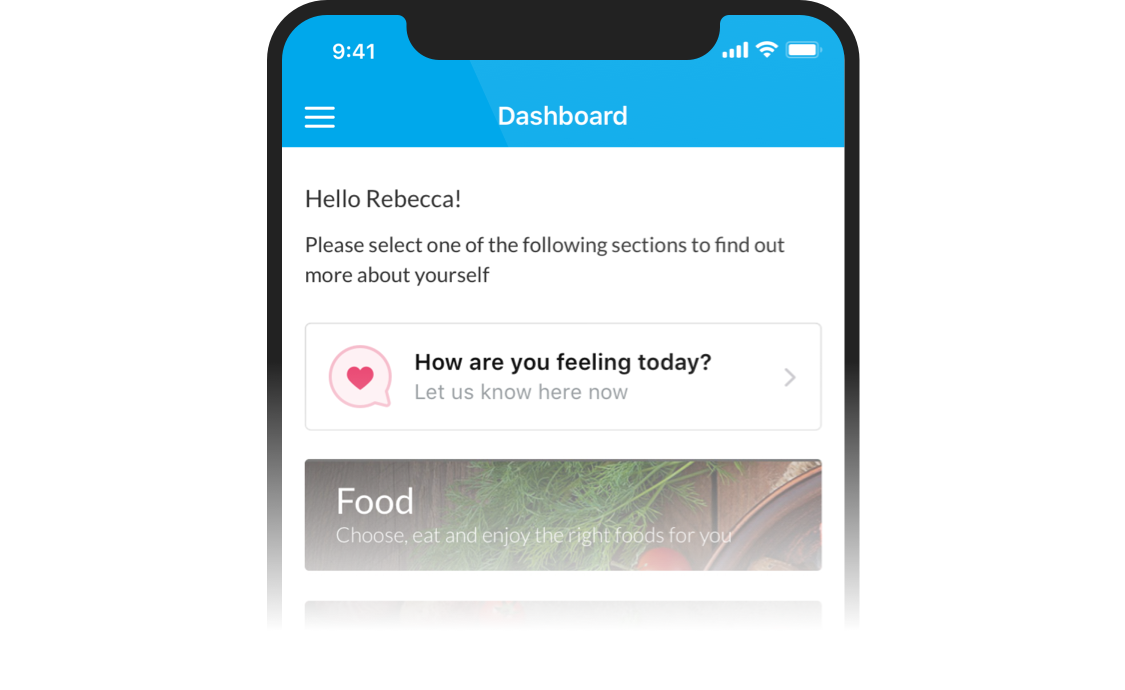 9:41
Dashboard
Hello Rebecca!
Please select one of the following sections to find out
more about yourself
How are you feeling today?
Let us know here now
Food
Choose, eat and enjoy the right foods for you